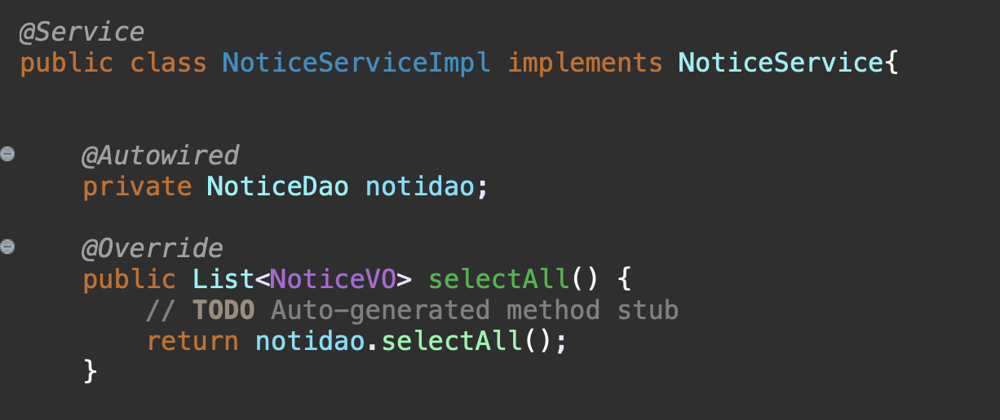 @Service
public class NoticeServiceImpl implements NoticeService{
@Autowired
private NoticeDao notidao;
@Override
public List<NoticeVO> selectAll() {
// TODO Auto-generated method stub
return notidao.selectAll();
}